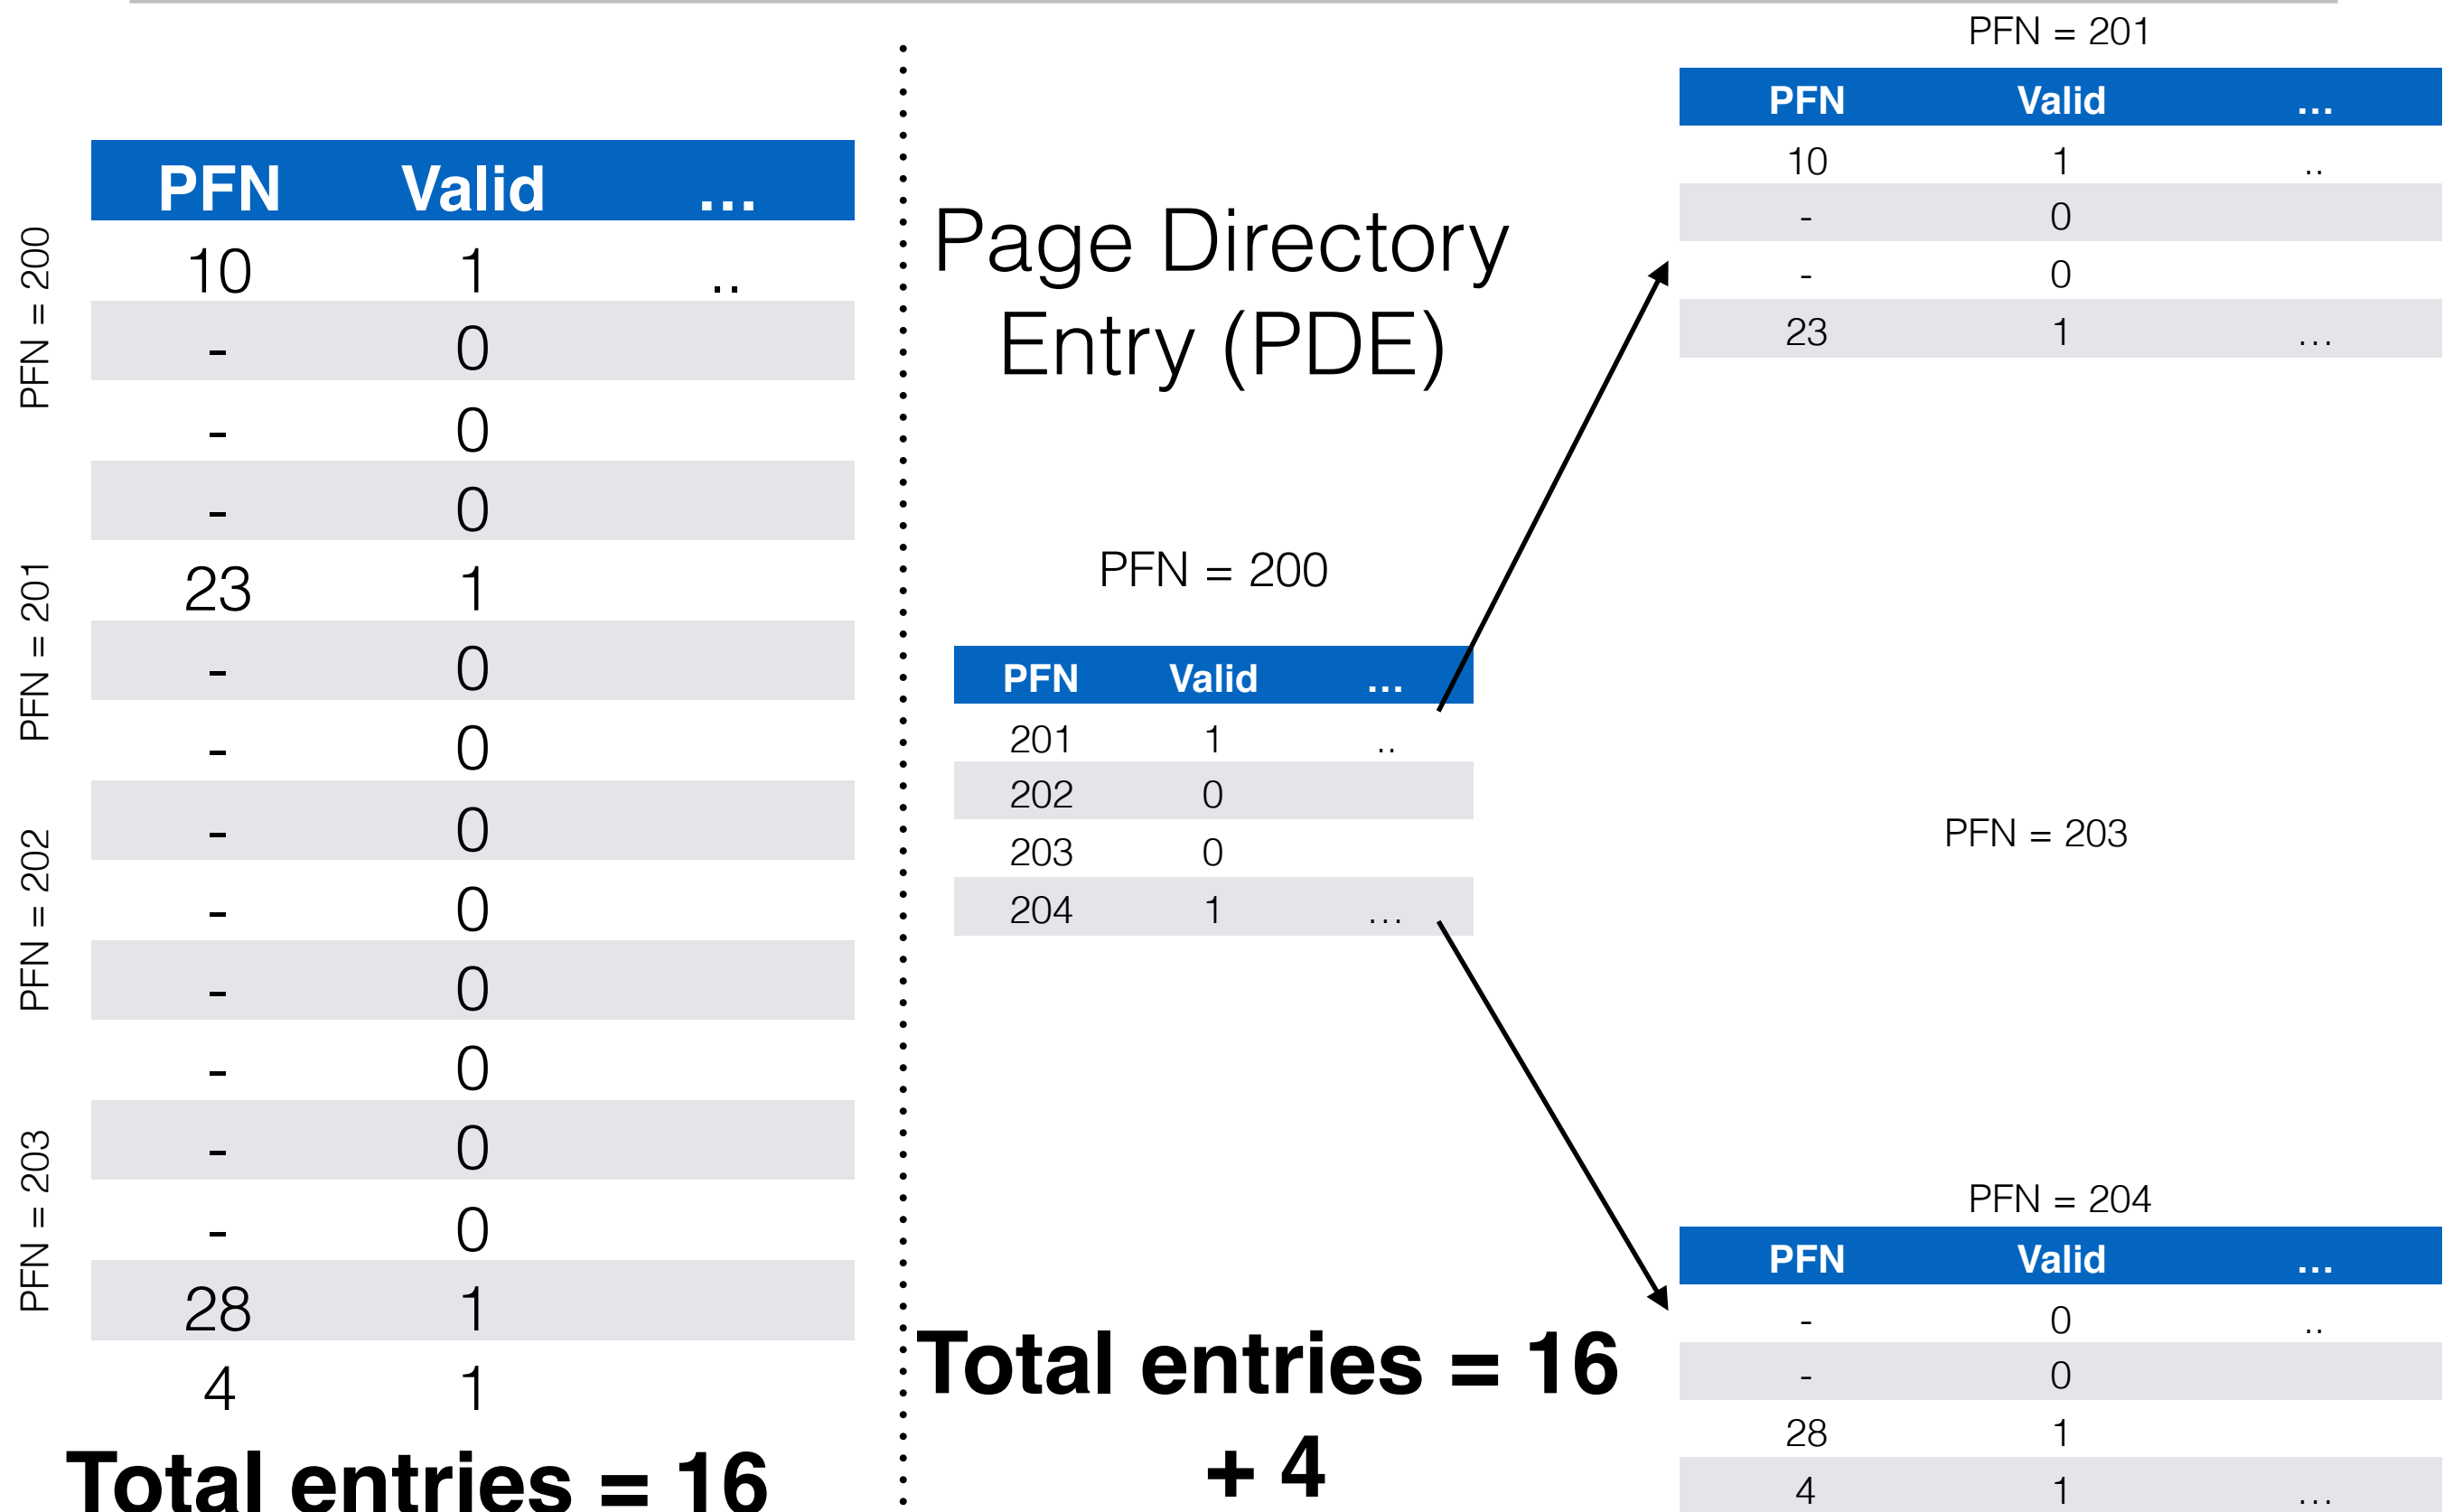 PFN = 200
PFN = 201
PFN = 202
PFN = 203
PFN Valid ...
10 1 ..
- 0
- 0
- 0
23 1
- 0
- 0
- 0
- 0
- 0
- 0
- 0
- 0
28 1
4 1
Total entries = 16
Page Directory
Entry (PDE)
PFN = 200
PFN Valid ...
201 1 ..
202 0
203 0
204 1 ...
Total entries = 16
+ 4
PFN = 201
PFN Valid ...
10 1 ..
- 0
- 0
23 1 ...
PFN = 203
PFN = 204
PFN Valid ...
- 0 ..
- 0
28 1
4 1 ...